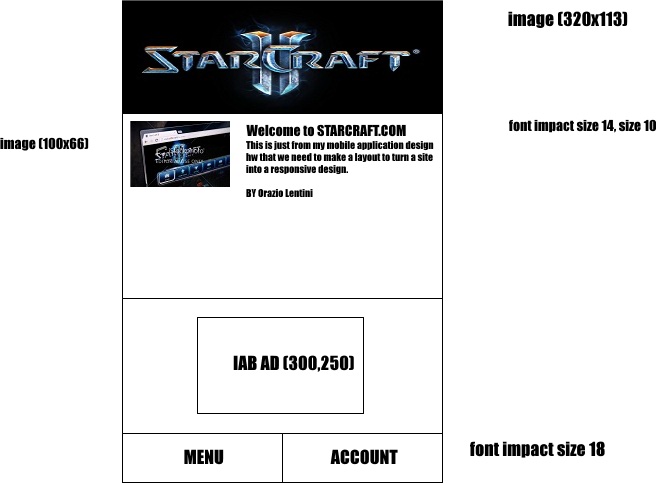 STARCRAFT
II
image (320x113)
image (100x66)
Welcome to STARCRAFT.COM
This is just from my mobile application design
hw that we need to make a layout to turn a site
into a responsive design.
BY Orazio Lentini
font impact size 14, size 10
IAB AD (300,250)
MENU
ACCOUNT
font impact size 18